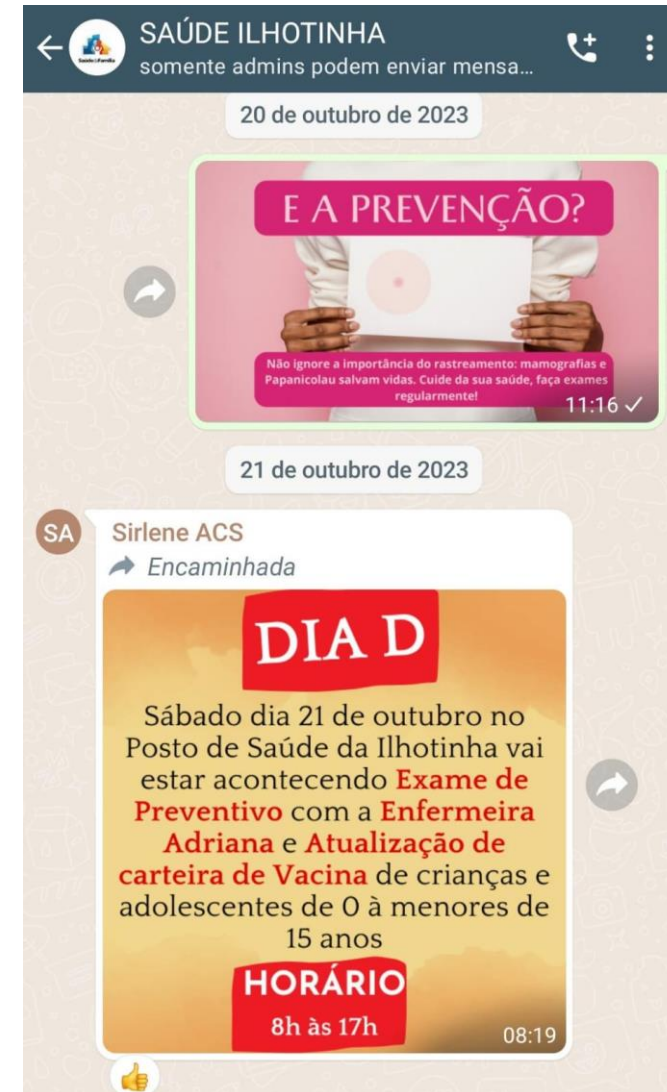 SAÚDE ILHOTINHA
somente admins podem enviar mensa...
20 de outubro de 2023
E A PREVENÇÃO?
Não ignore a importância do rastreamento: mamografias e
Papanicolau salvam vidas. Cuide da sua saúde, faça exames
regularmente!
11:16
21 de outubro de 2023
SA
Sirlene ACS
Encaminhada
DIA D
Sábado dia 21 de outubro no
Posto de Saúde da Ilhotinha vai
estar acontecendo Exame de
Preventivo com a Enfermeira
Adriana e Atualização de
carteira de Vacina de crianças e
adolescentes de 0 à menores de
15 anos
HORÁRIO
8h às 17h
08:19